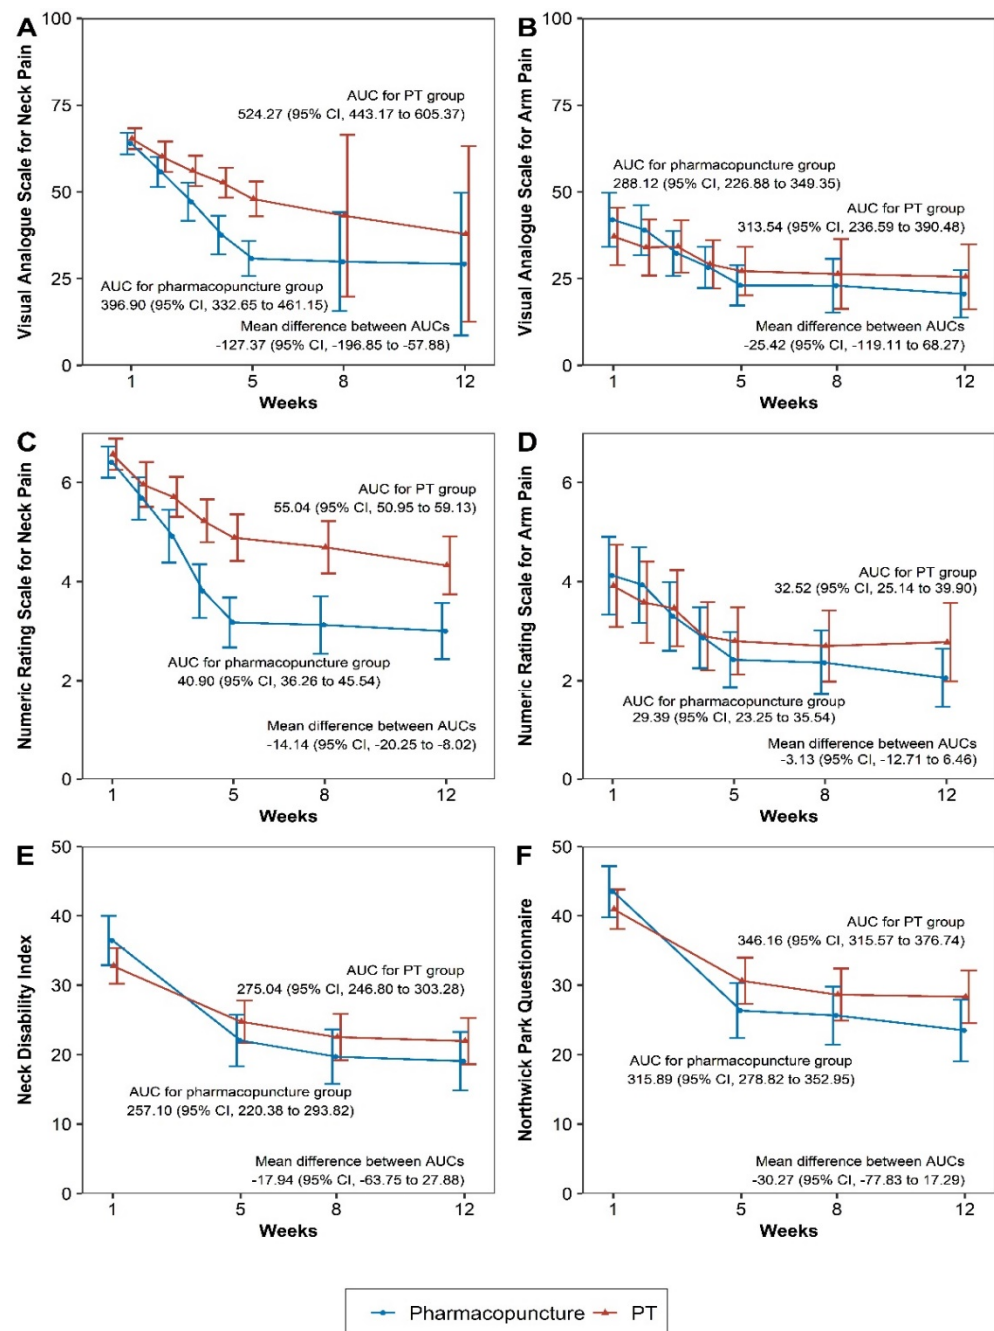 A
Visual Analogue Scale for Neck Pain
100
75
50
25
0
AUC for PT group
524.27 (95% CI, 443.17 to 605.37)
AUC for pharmacopuncture group
396.90 (95% CI, 332.65 to 461.15)
Mean difference between AUCs
-127.37 (95% CI, -196.85 to -57.88)
1 5 8 12
Weeks
B
Visual Analogue Scale for Arm Pain
100
75
50
25
0
AUC for pharmacopuncture group
288.12 (95% CI, 226.88 to 349.35)
AUC for PT group
313.54 (95% CI, 236.59 to 390.48)
Mean difference between AUCs
-25.42 (95% CI, -119.11 to 68.27)
1 5 8 12
Weeks
C
Numeric Rating Scale for Neck Pain
6
4
2
0
AUC for PT group
55.04 (95% CI, 50.95 to 59.13)
AUC for pharmacopuncture group
40.90 (95% CI, 36.26 to 45.54)
Mean difference between AUCs
-14.14 (95% CI, -20.25 to -8.02)
1 5 8 12
Weeks
D
Numeric Rating Scale for Arm Pain
6
4
2
0
AUC for PT group
32.52 (95% CI, 25.14 to 39.90)
AUC for pharmacopuncture group
29.39 (95% CI, 23.25 to 35.54)
Mean difference between AUCs
-3.13 (95% CI, -12.71 to 6.46)
1 5 8 12
Weeks
E
Neck Disability Index
50
40
30
20
10
0
AUC for PT group
275.04 (95% CI, 246.80 to 303.28)
AUC for pharmacopuncture group
257.10 (95% CI, 220.38 to 293.82)
Mean difference between AUCs
-17.94 (95% CI, -63.75 to 27.88)
1 5 8 12
Weeks
F
Northwick Park Questionnaire
50
40
30
20
10
0
AUC for PT group
346.16 (95% CI, 315.57 to 376.74)
AUC for pharmacopuncture group
315.89 (95% CI, 278.82 to 352.95)
Mean difference between AUCs
-30.27 (95% CI, -77.83 to 17.29)
1 5 8 12
Weeks
Pharmacopuncture PT